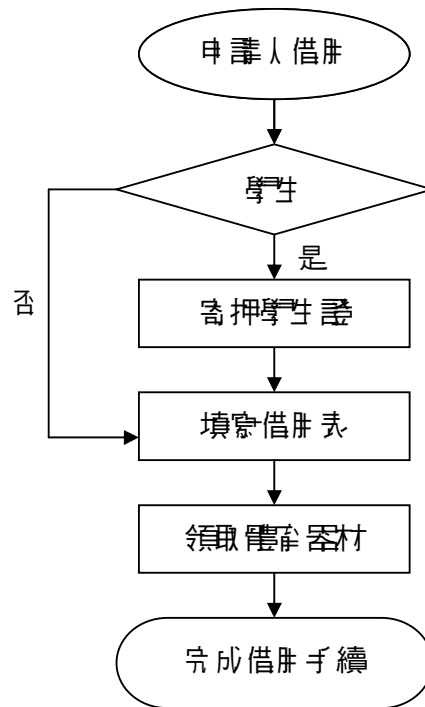 申請人借用
學生
是
否
寄押學生證
填寫借用表
領取體育器材
完成借用手續